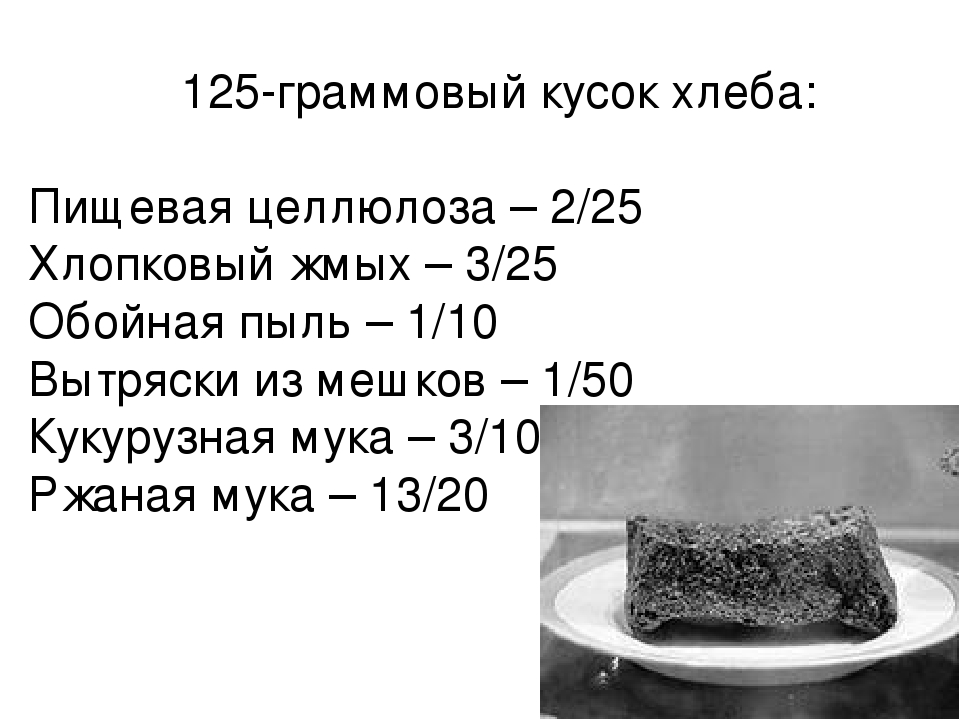 125-граммовый кусок хлеба:
Пищевая целлюлоза – 2/25
Хлопковый жмых – 3/25
Обойная пыль – 1/10
Вытряски из мешков – 1/50
Кукурузная мука – 3/10
Ржаная мука – 13/20